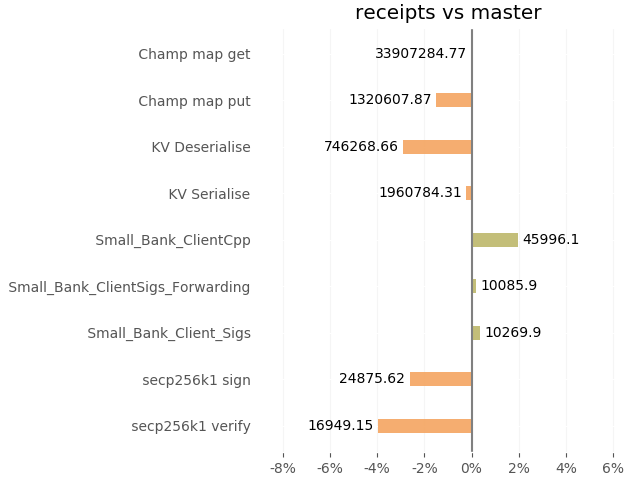 receipts vs master
Champ map get 33907284.77
Champ map put 1320607.87
KV Deserialise 746268.66
KV Serialise 1960784.31
Small_Bank_ClientCpp 45996.1
Small_Bank_ClientSigs_Forwarding 10085.9
Small_Bank_Client_Sigs 10269.9
secp256k1 sign 24875.62
secp256k1 verify 16949.15
-8% -6% -4% -2% 0% 2% 4% 6%